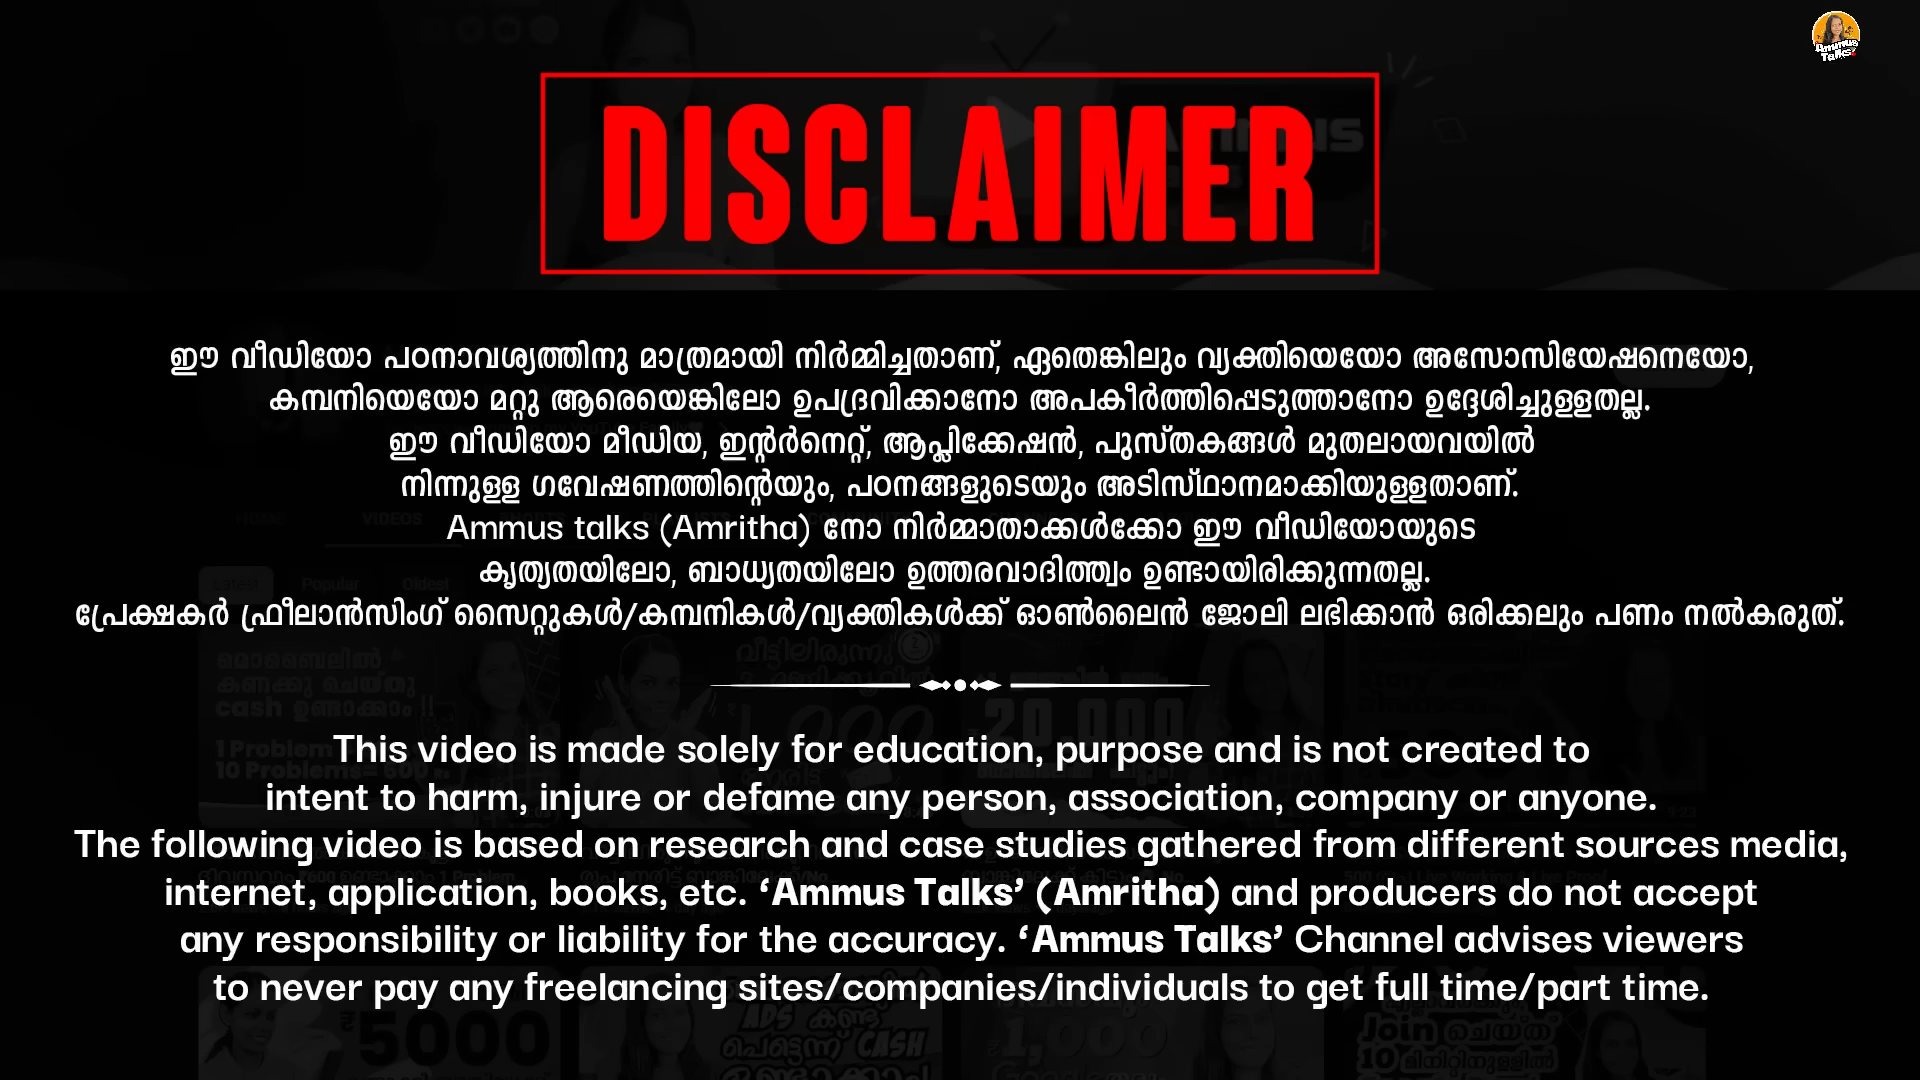 Ammus Talks
DISCLAIMER
ഈ വീഡിയോ പഠനാവശ്യത്തിനു മാത്രമായി നിർമ്മിച്ചതാണ്, ഏതെങ്കിലും വ്യക്തിയെയോ അസോസിയേഷനെയോ,
കമ്പനിയെയോ മറ്റു ആരെയെങ്കിലോ ഉപദ്രവിക്കാനോ അപകീർത്തിപ്പെടുത്താനോ ഉദ്ദേശിച്ചുള്ളതല്ല.
ഈ വീഡിയോ മീഡിയ, ഇന്റർനെറ്റ്, ആപ്ലിക്കേഷൻ, പുസ്തകങ്ങൾ മുതലായവയിൽ
നിന്നുള്ള ഗവേഷണത്തിന്റെയും, പഠനങ്ങളുടെയും അടിസ്ഥാനമാക്കിയുള്ളതാണ്.
Ammus talks (Amritha) നോ നിർമ്മാതാക്കൾക്കോ ഈ വീഡിയോയുടെ
കൃത്യതയിലോ, ബാധ്യതയിലോ ഉത്തരവാദിത്ത്വം ഉണ്ടായിരിക്കുന്നതല്ല.
പ്രേക്ഷകർ ഫ്രീലാൻസിംഗ് സൈറ്റുകൾ/കമ്പനികൾ/വ്യക്തികൾക്ക് ഓൺലൈൻ ജോലി ലഭിക്കാൻ ഒരിക്കലും പണം നൽകരുത്.
This video is made solely for education, purpose and is not created to
intent to harm, injure or defame any person, association, company or anyone.
The following video is based on research and case studies gathered from different sources media,
internet, application, books, etc. ‘Ammus Talks’ (Amritha) and producers do not accept
any responsibility or liability for the accuracy. ‘Ammus Talks’ Channel advises viewers
to never pay any freelancing sites/companies/individuals to get full time/part time.